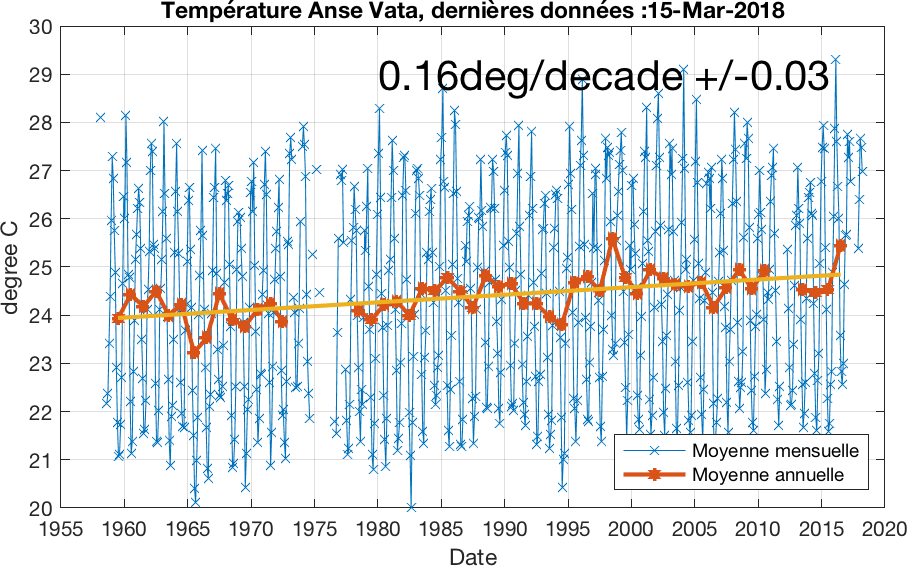 Température Anse Vata, dernières données :15-Mar-2018
0.16deg/decade +/-0.03
30
29
28
27
26
25
24
23
22
21
20
degree C
Moyenne mensuelle
Moyenne annuelle
1955 1960 1965 1970 1975 1980 1985 1990 1995 2000 2005 2010 2015 2020
Date